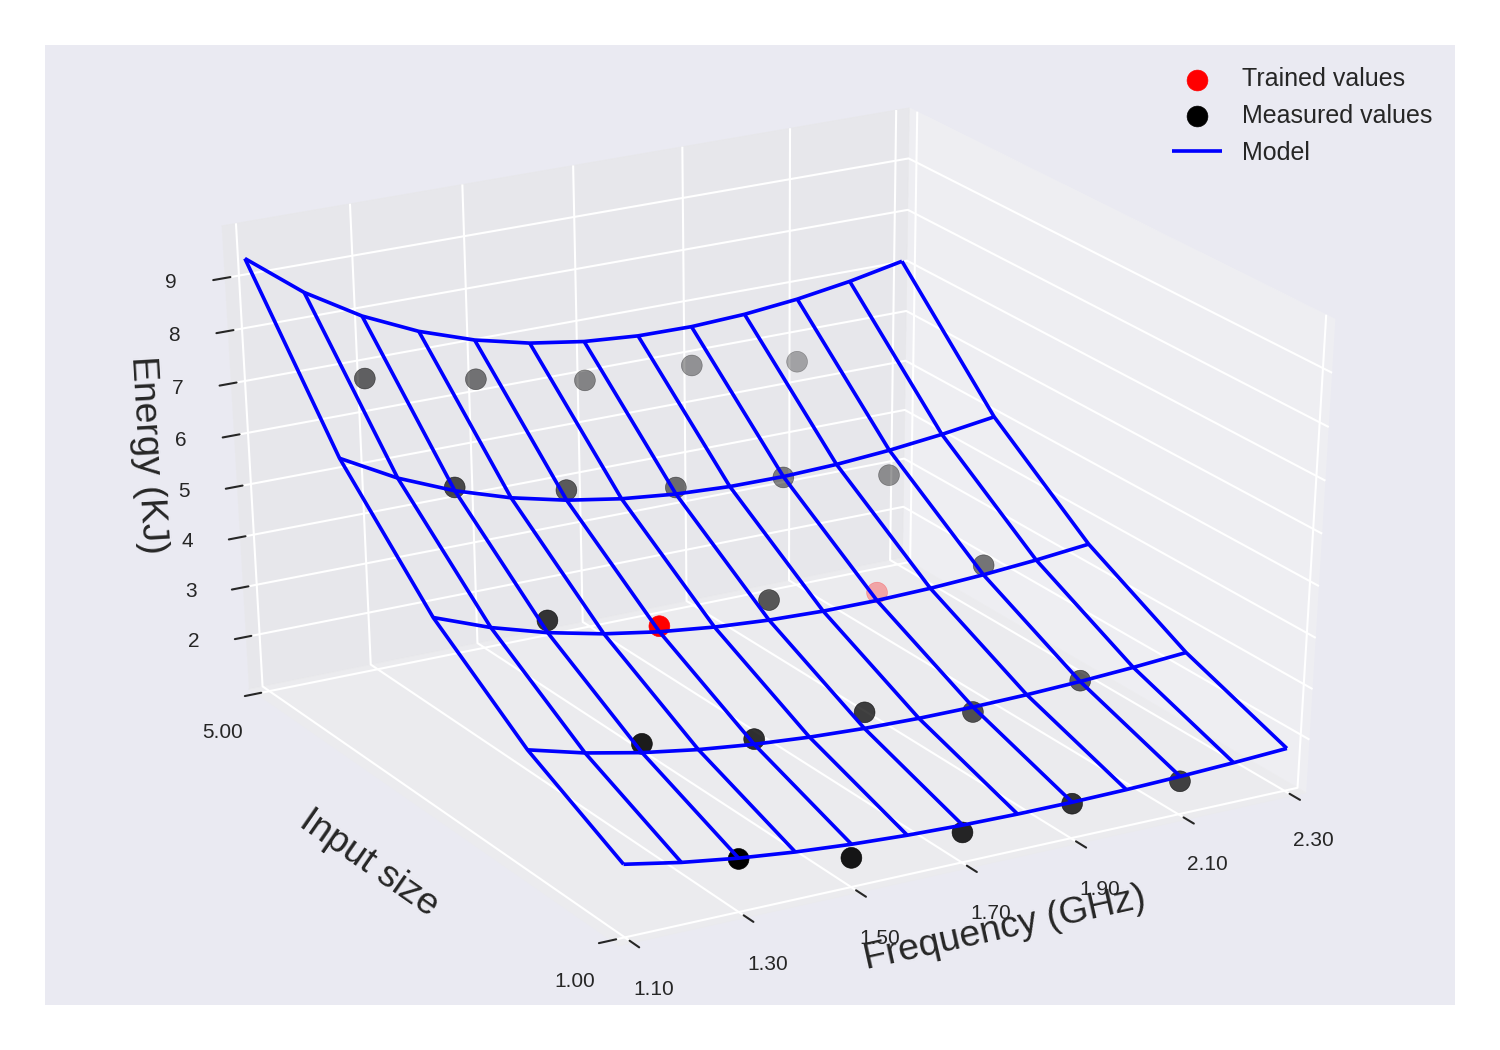 Trained values
Measured values
Model
9
8
7
6
5
4
3
2
Energy (KJ)
5.00
1.00
Input size
1.10
1.30
1.50
1.70
1.90
2.10
2.30
Frequency (GHz)